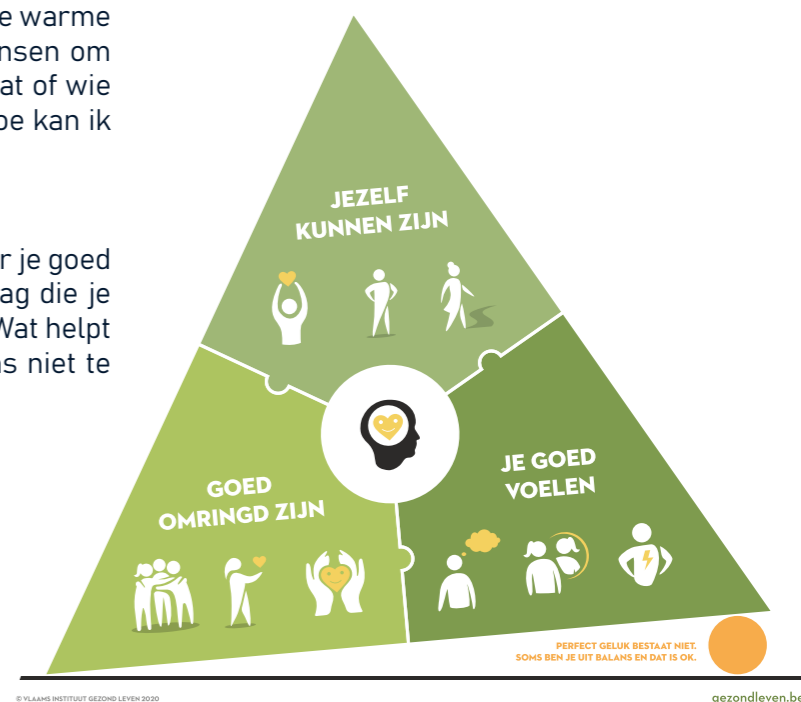 e warme
nsen om
at of wie
oe kan ik
r je goed
ag die je
Wat helpt
ns niet te
JEZELF
KUNNEN ZIJN
GOED
OMRINGD ZIJN
JE GOED
VOELEN
PERFECT GELUK BESTAAT NIET.
SOMS BEN JE UIT BALANS EN DAT IS OK.
© VLAAMS INSTITUUT GEZOND LEVEN 2020
gezondleven.be